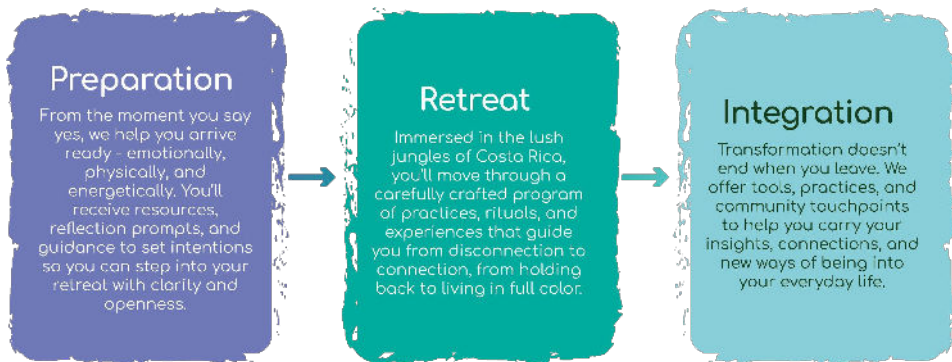 Preparation
From the moment you say
yes, we help you arrive
ready - emotionally,
physically, and
energetically. You'll
receive resources,
reflection prompts, and
guidance to set intentions
so you can step into your
retreat with clarity and
openness.
Retreat
Immersed in the lush
jungles of Costa Rica,
you'll move through a
carefully crafted program
of practices, rituals, and
experiences that guide
you from disconnection to
connection, from holding
back to living in full color.
Integration
Transformation doesn't
end when you leave. We
offer tools, practices, and
community touchpoints
to help you carry your
insights, connections, and
new ways of being into
your everyday life.